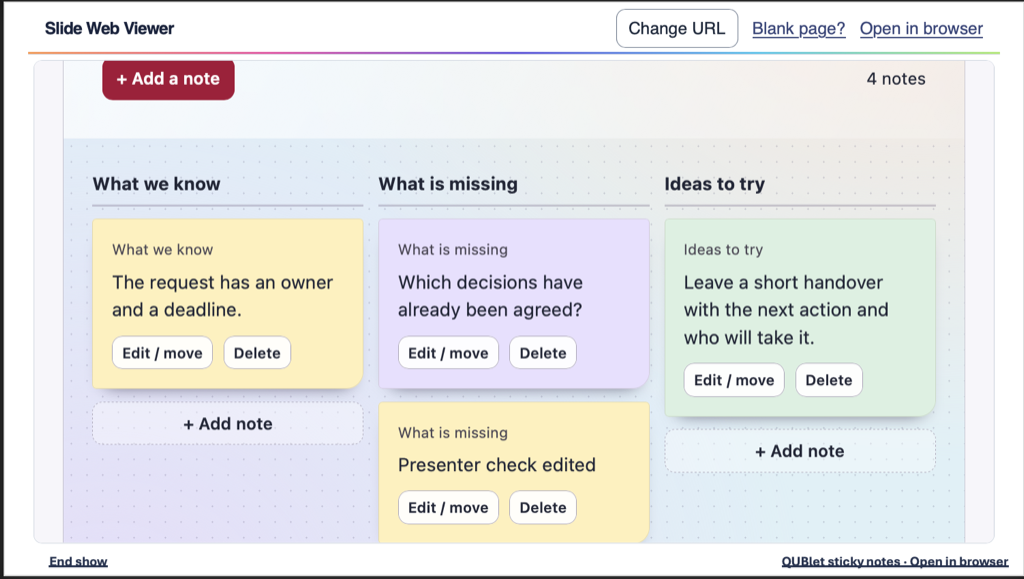 Slide Web Viewer
Change URL
Blank page?
Open in browser
+ Add a note
4 notes
What we know
What is missing
Ideas to try
What we know
The request has an owner
and a deadline.
Edit / move
Delete
+ Add note
What is missing
Which decisions have
already been agreed?
Edit / move
Delete
What is missing
Presenter check edited
Edit / move
Delete
Ideas to try
Leave a short handover
with the next action and
who will take it.
Edit / move
Delete
+ Add note
End show
QUBlet sticky notes · Open in browser